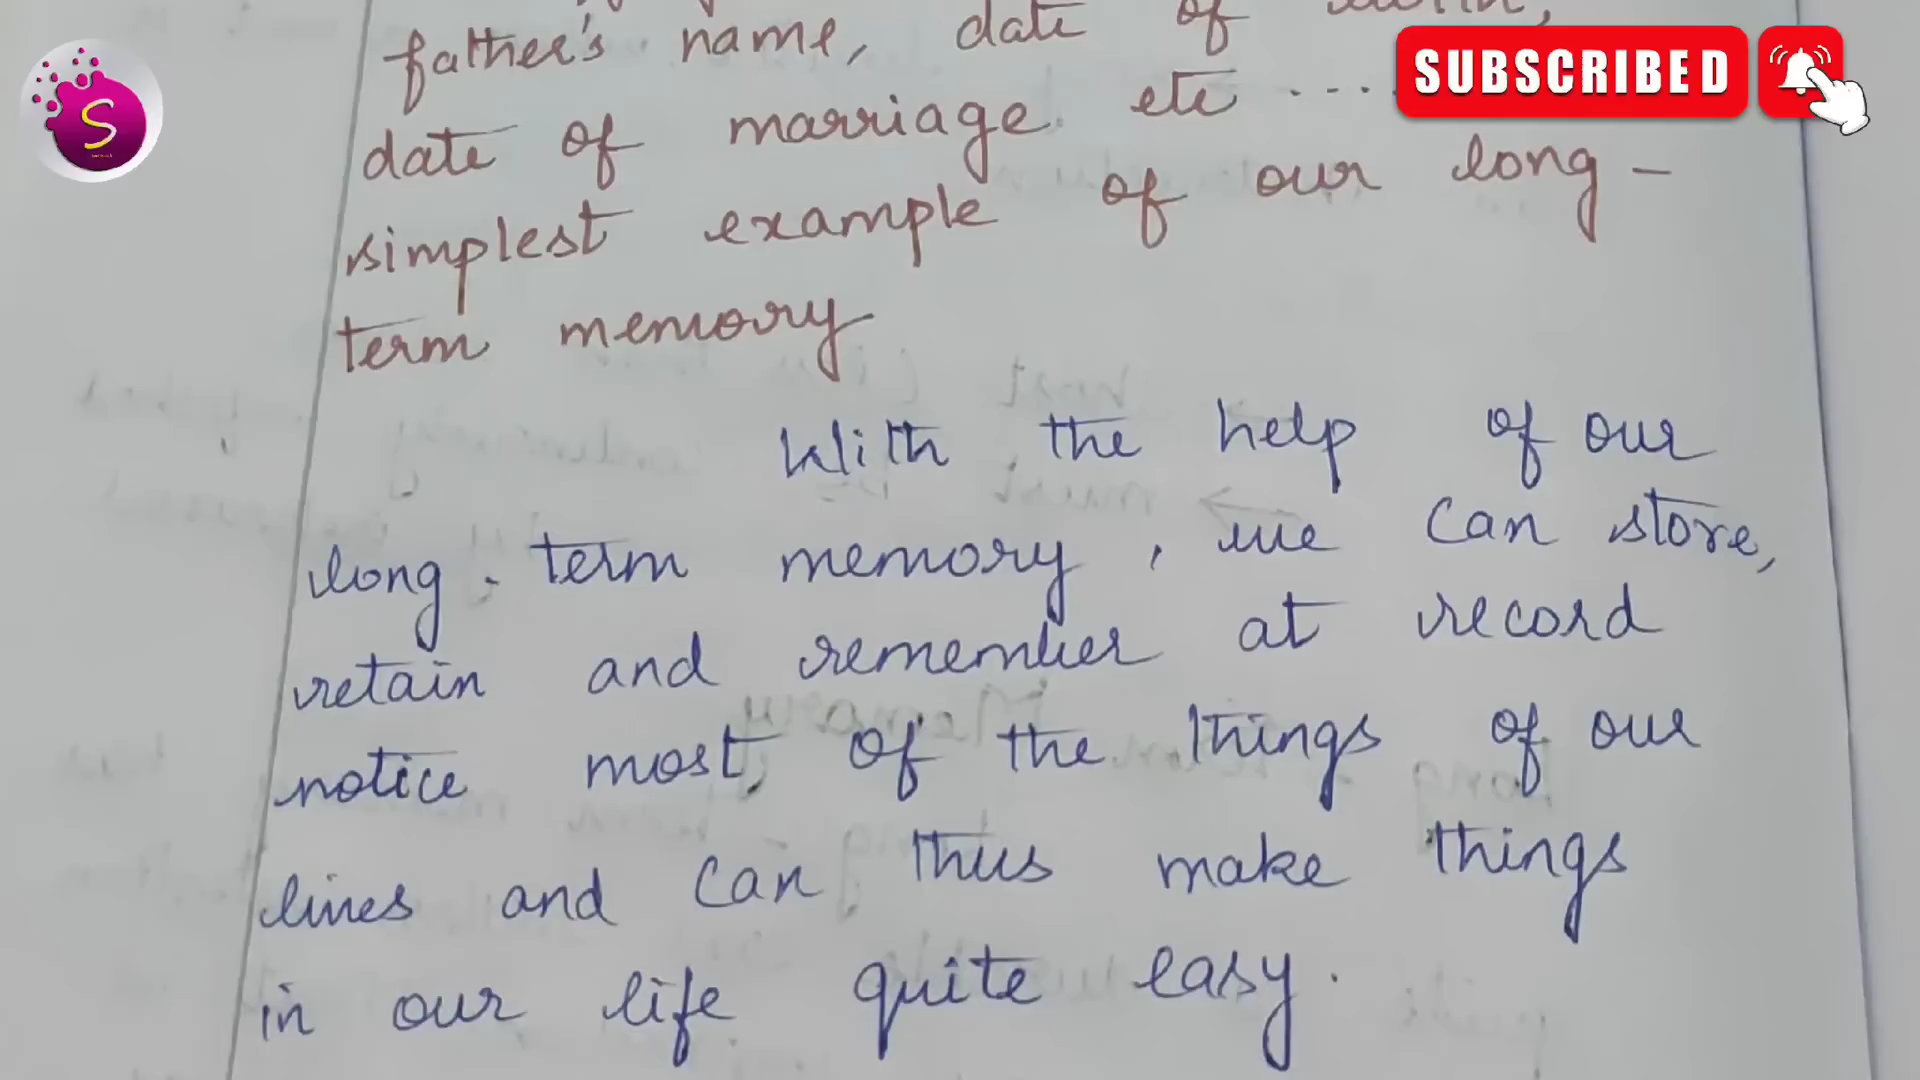 father's name, date of
SUBSCRIBED
date of marriage etc ....
simplest example of our long -
term memory
With the help of our
long - term memory, we can store,
retain and remember at record
notice most of the things of our
lives and can thus make things
in our life quite easy.
S